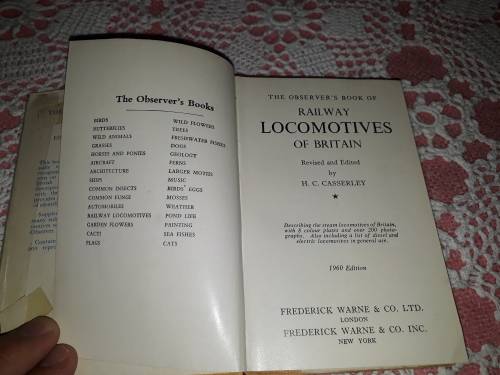 The Observer's Books
BIRDS WILD FLOWERS
BUTTERFLIES TREES
WILD ANIMALS FRESHWATER FISHES
GRASSES DOGS
HORSES AND PONIES GEOLOGY
AIRCRAFT FERNS
ARCHITECTURE LARGER MOTHS
SHIPS MUSIC
COMMON INSECTS BIRDS' EGGS
COMMON FUNGI MOSSES
AUTOMOBILES WEATHER
RAILWAY LOCOMOTIVES POND LIFE
GARDEN FLOWERS PAINTING
CACTI SEA FISHES
FLAGS CATS
THE OBSERVER'S BOOK OF
RAILWAY
LOCOMOTIVES
OF BRITAIN
Revised and Edited
by
H. C. CASSERLEY
★
Describing the steam locomotives of Britain,
with 8 colour plates and over 200 photo-
graphs. Also including a list of diesel and
electric locomotives in general use.
1960 Edition
FREDERICK WARNE & CO. LTD.
LONDON
FREDERICK WARNE & CO. INC.
NEW YORK